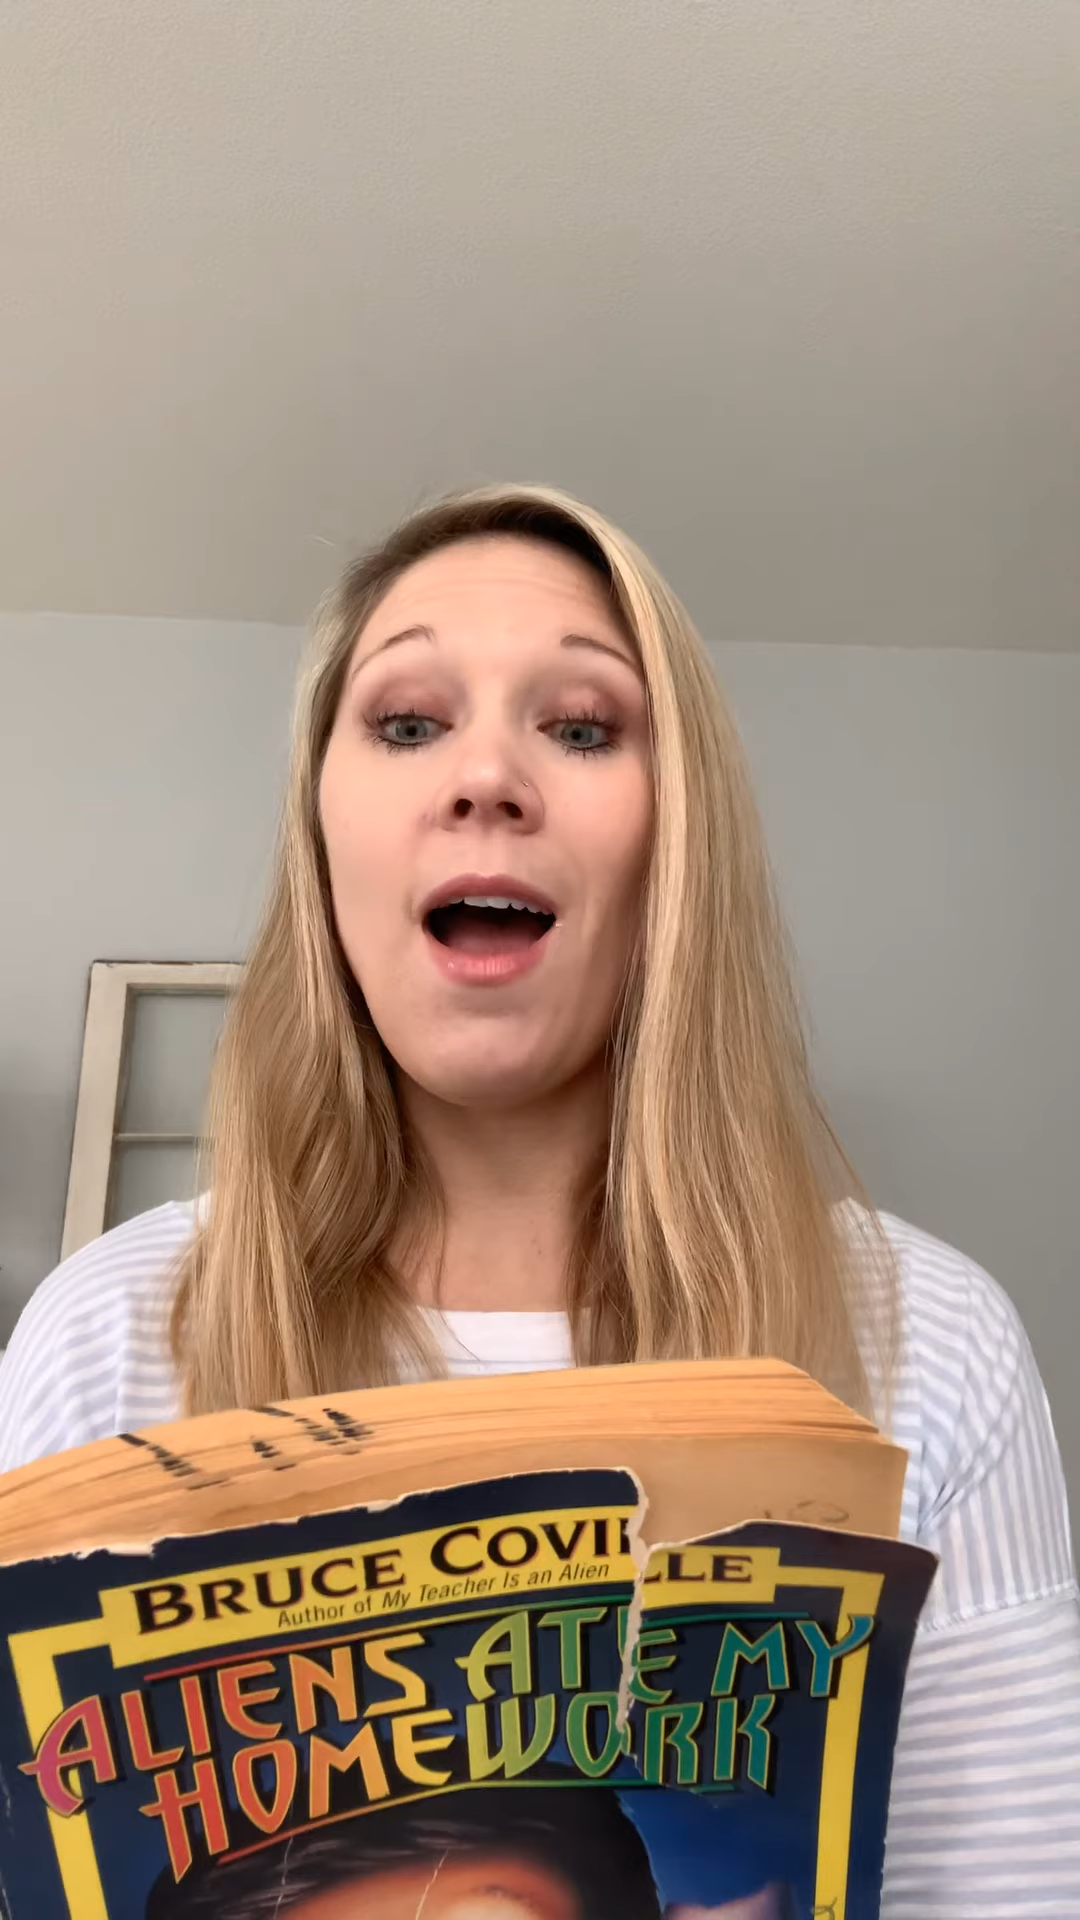 BRUCE COVILLE
Author of My Teacher Is an Alien
ALIENS ATE MY
HOMEWORK